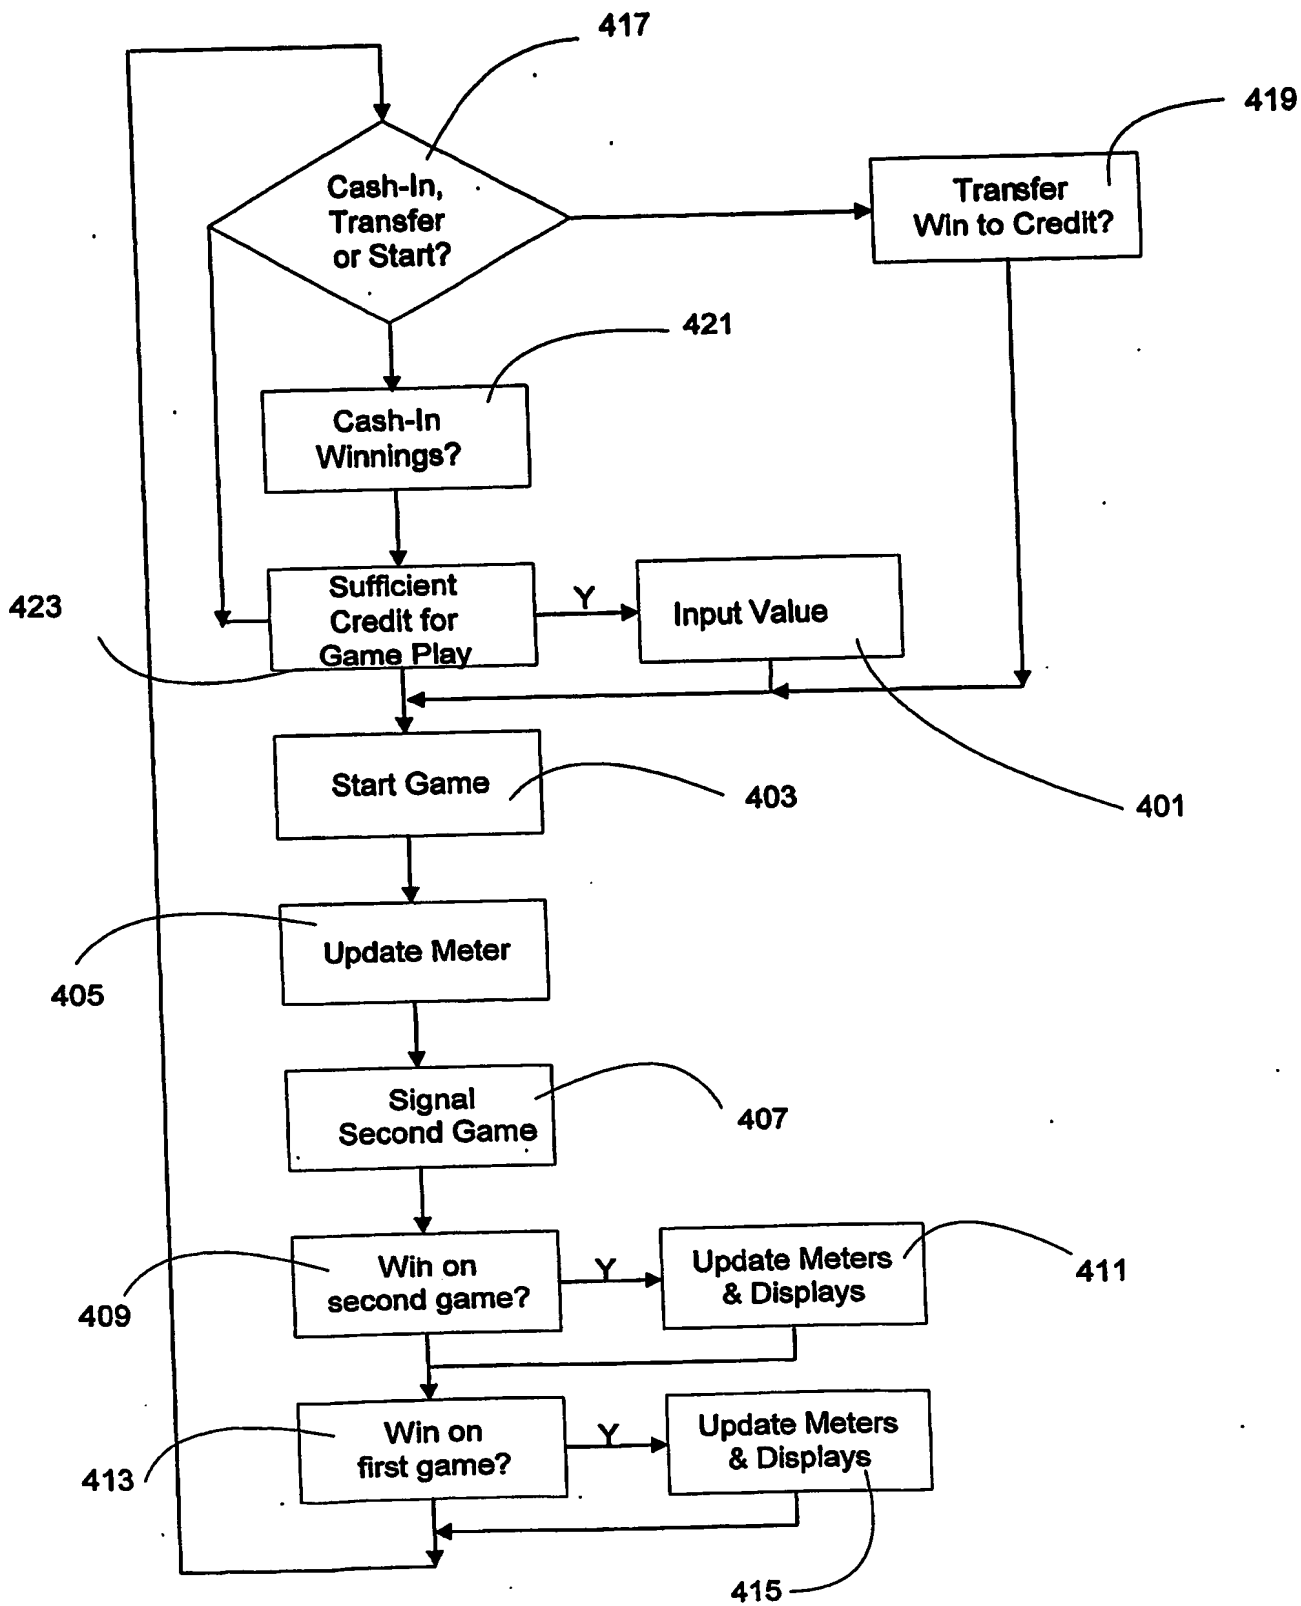 417
419
Cash-In,
Transfer
or Start?
Transfer
Win to Credit?
421
Cash-In
Winnings?
423
Sufficient
Credit for
Game Play
Y
Input Value
Start Game
403
401
Update Meter
405
Signal
Second Game
407
Win on
second game?
Y
Update Meters
& Displays
411
409
Win on
first game?
Y
Update Meters
& Displays
413
415